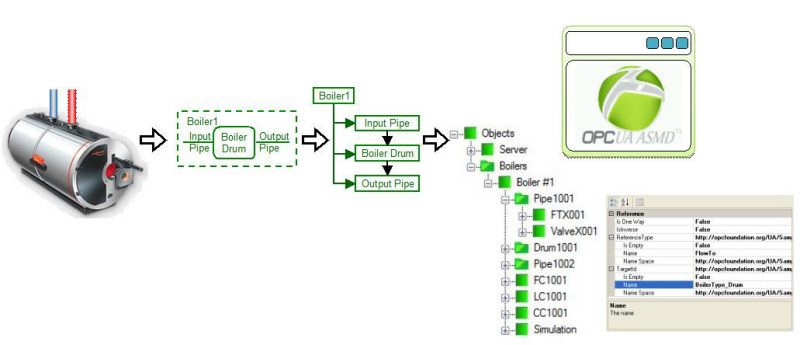 Boiler1
Input
Pipe
Boiler
Drum
Output
Pipe
Boiler1
Input Pipe
Boiler Drum
Output Pipe
Objects
Server
Boilers
Boiler #1
Pipe1001
FTX001
ValveX001
Drum1001
Pipe1002
FC1001
LC1001
CC1001
Simulation
OPC UA ASMD™
Reference
Is One Way False
IsInverse False
ReferenceType http://opcfoundation.org/UA/Sam
Is Empty False
Name FlowTo
Name Space http://opcfoundation.org/UA/Sam
TargetId http://opcfoundation.org/UA/Sam
Is Empty False
Name BoilerType_Drum
Name Space http://opcfoundation.org/UA/Sam
Name
The name